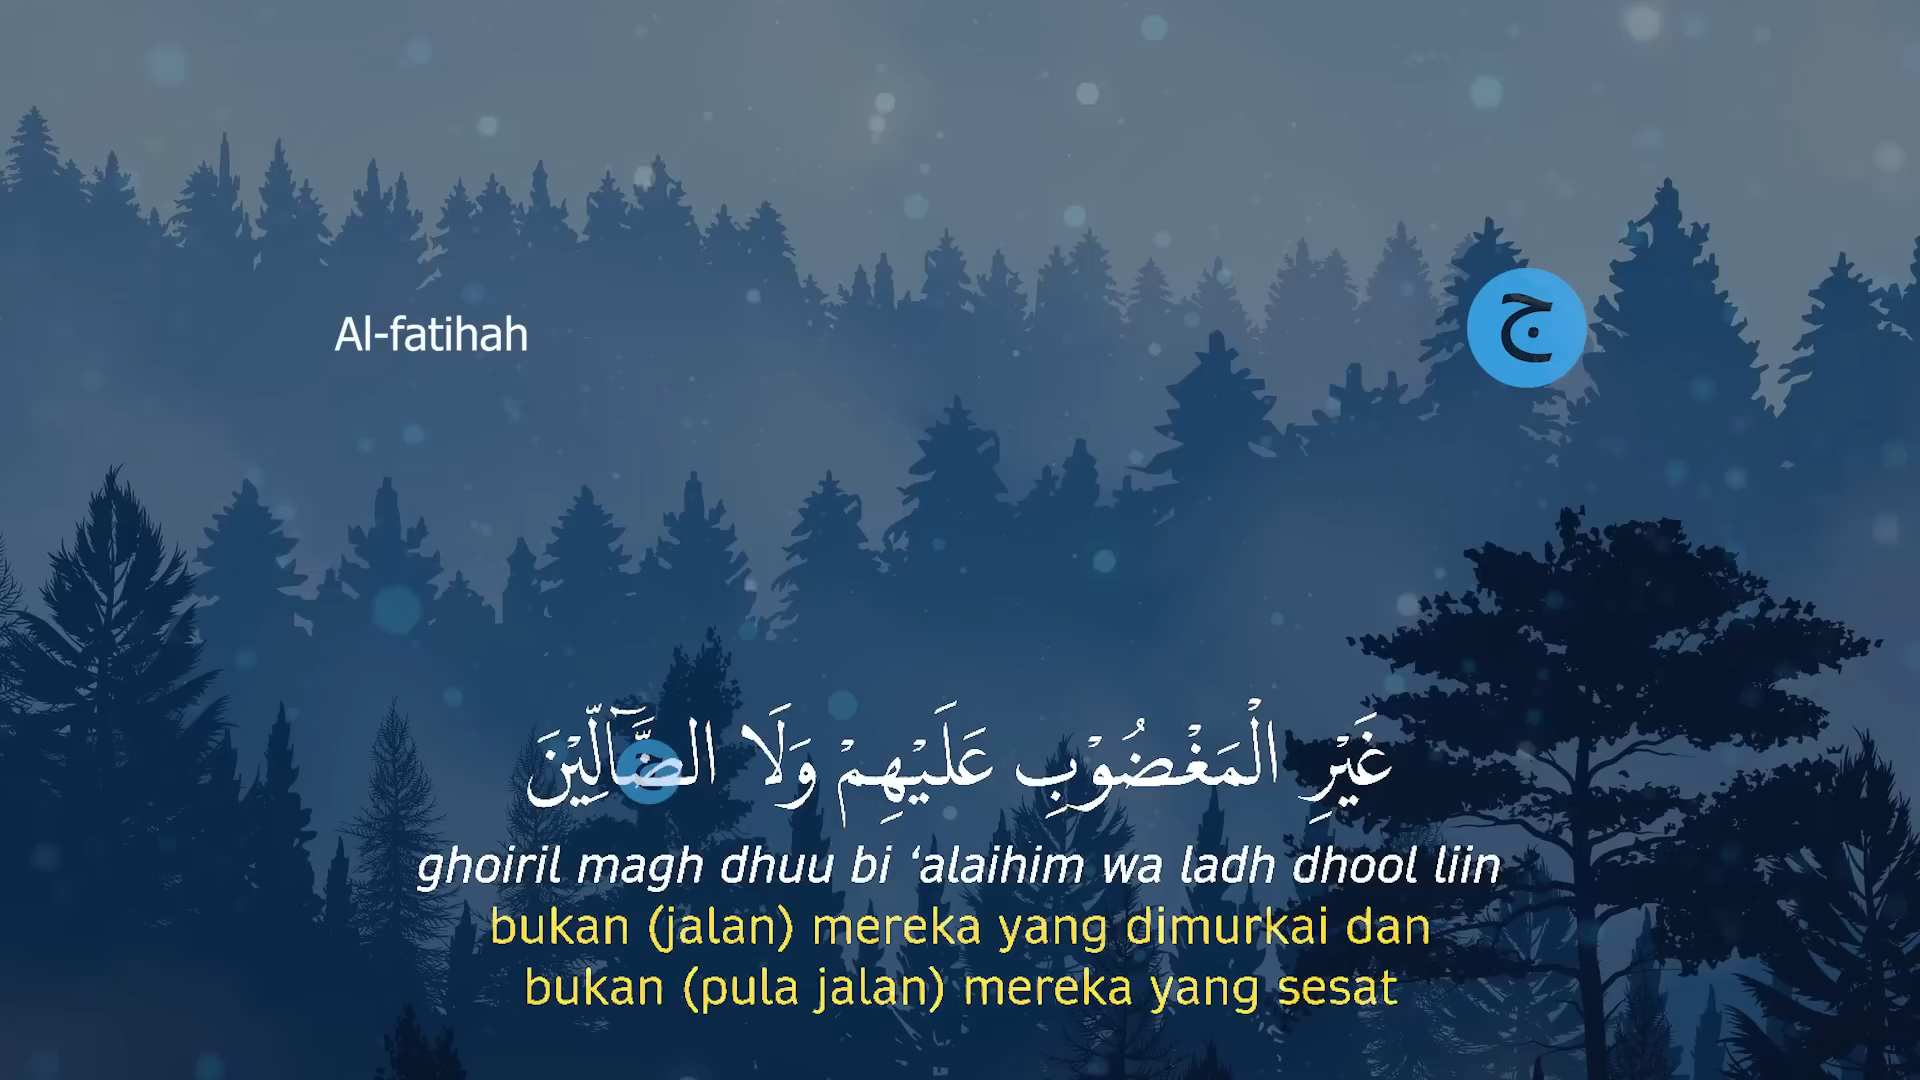 Al-fatihah
ج
غَيْرِ الْمَغْضُوْبِ عَلَيْهِمْ وَلَا الضَّآلِّيْنَ
ghoiril magh dhuu bi ‘alaihim wa ladh dhool liin
bukan (jalan) mereka yang dimurkai dan
bukan (pula jalan) mereka yang sesat